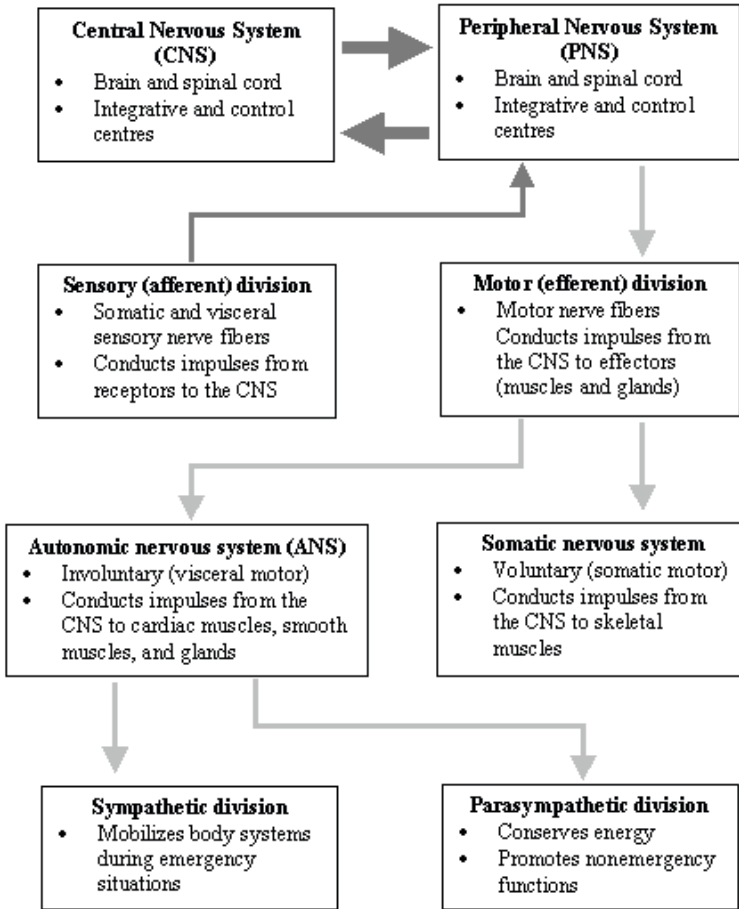 Central Nervous System
(CNS)
• Brain and spinal cord
• Integrative and control
centres
Peripheral Nervous System
(PNS)
• Brain and spinal cord
• Integrative and control
centres
Sensory (afferent) division
• Somatic and visceral
sensory nerve fibers
• Conducts impulses from
receptors to the CNS
Motor (efferent) division
• Motor nerve fibers
Conducts impulses from
the CNS to effectors
(muscles and glands)
Autonomic nervous system (ANS)
• Involuntary (visceral motor)
• Conducts impulses from the
CNS to cardiac muscles, smooth
muscles, and glands
Somatic nervous system
• Voluntary (somatic motor)
• Conducts impulses from
the CNS to skeletal
muscles
Sympathetic division
• Mobilizes body systems
during emergency
situations
Parasympathetic division
• Conserves energy
• Promotes nonemergency
functions